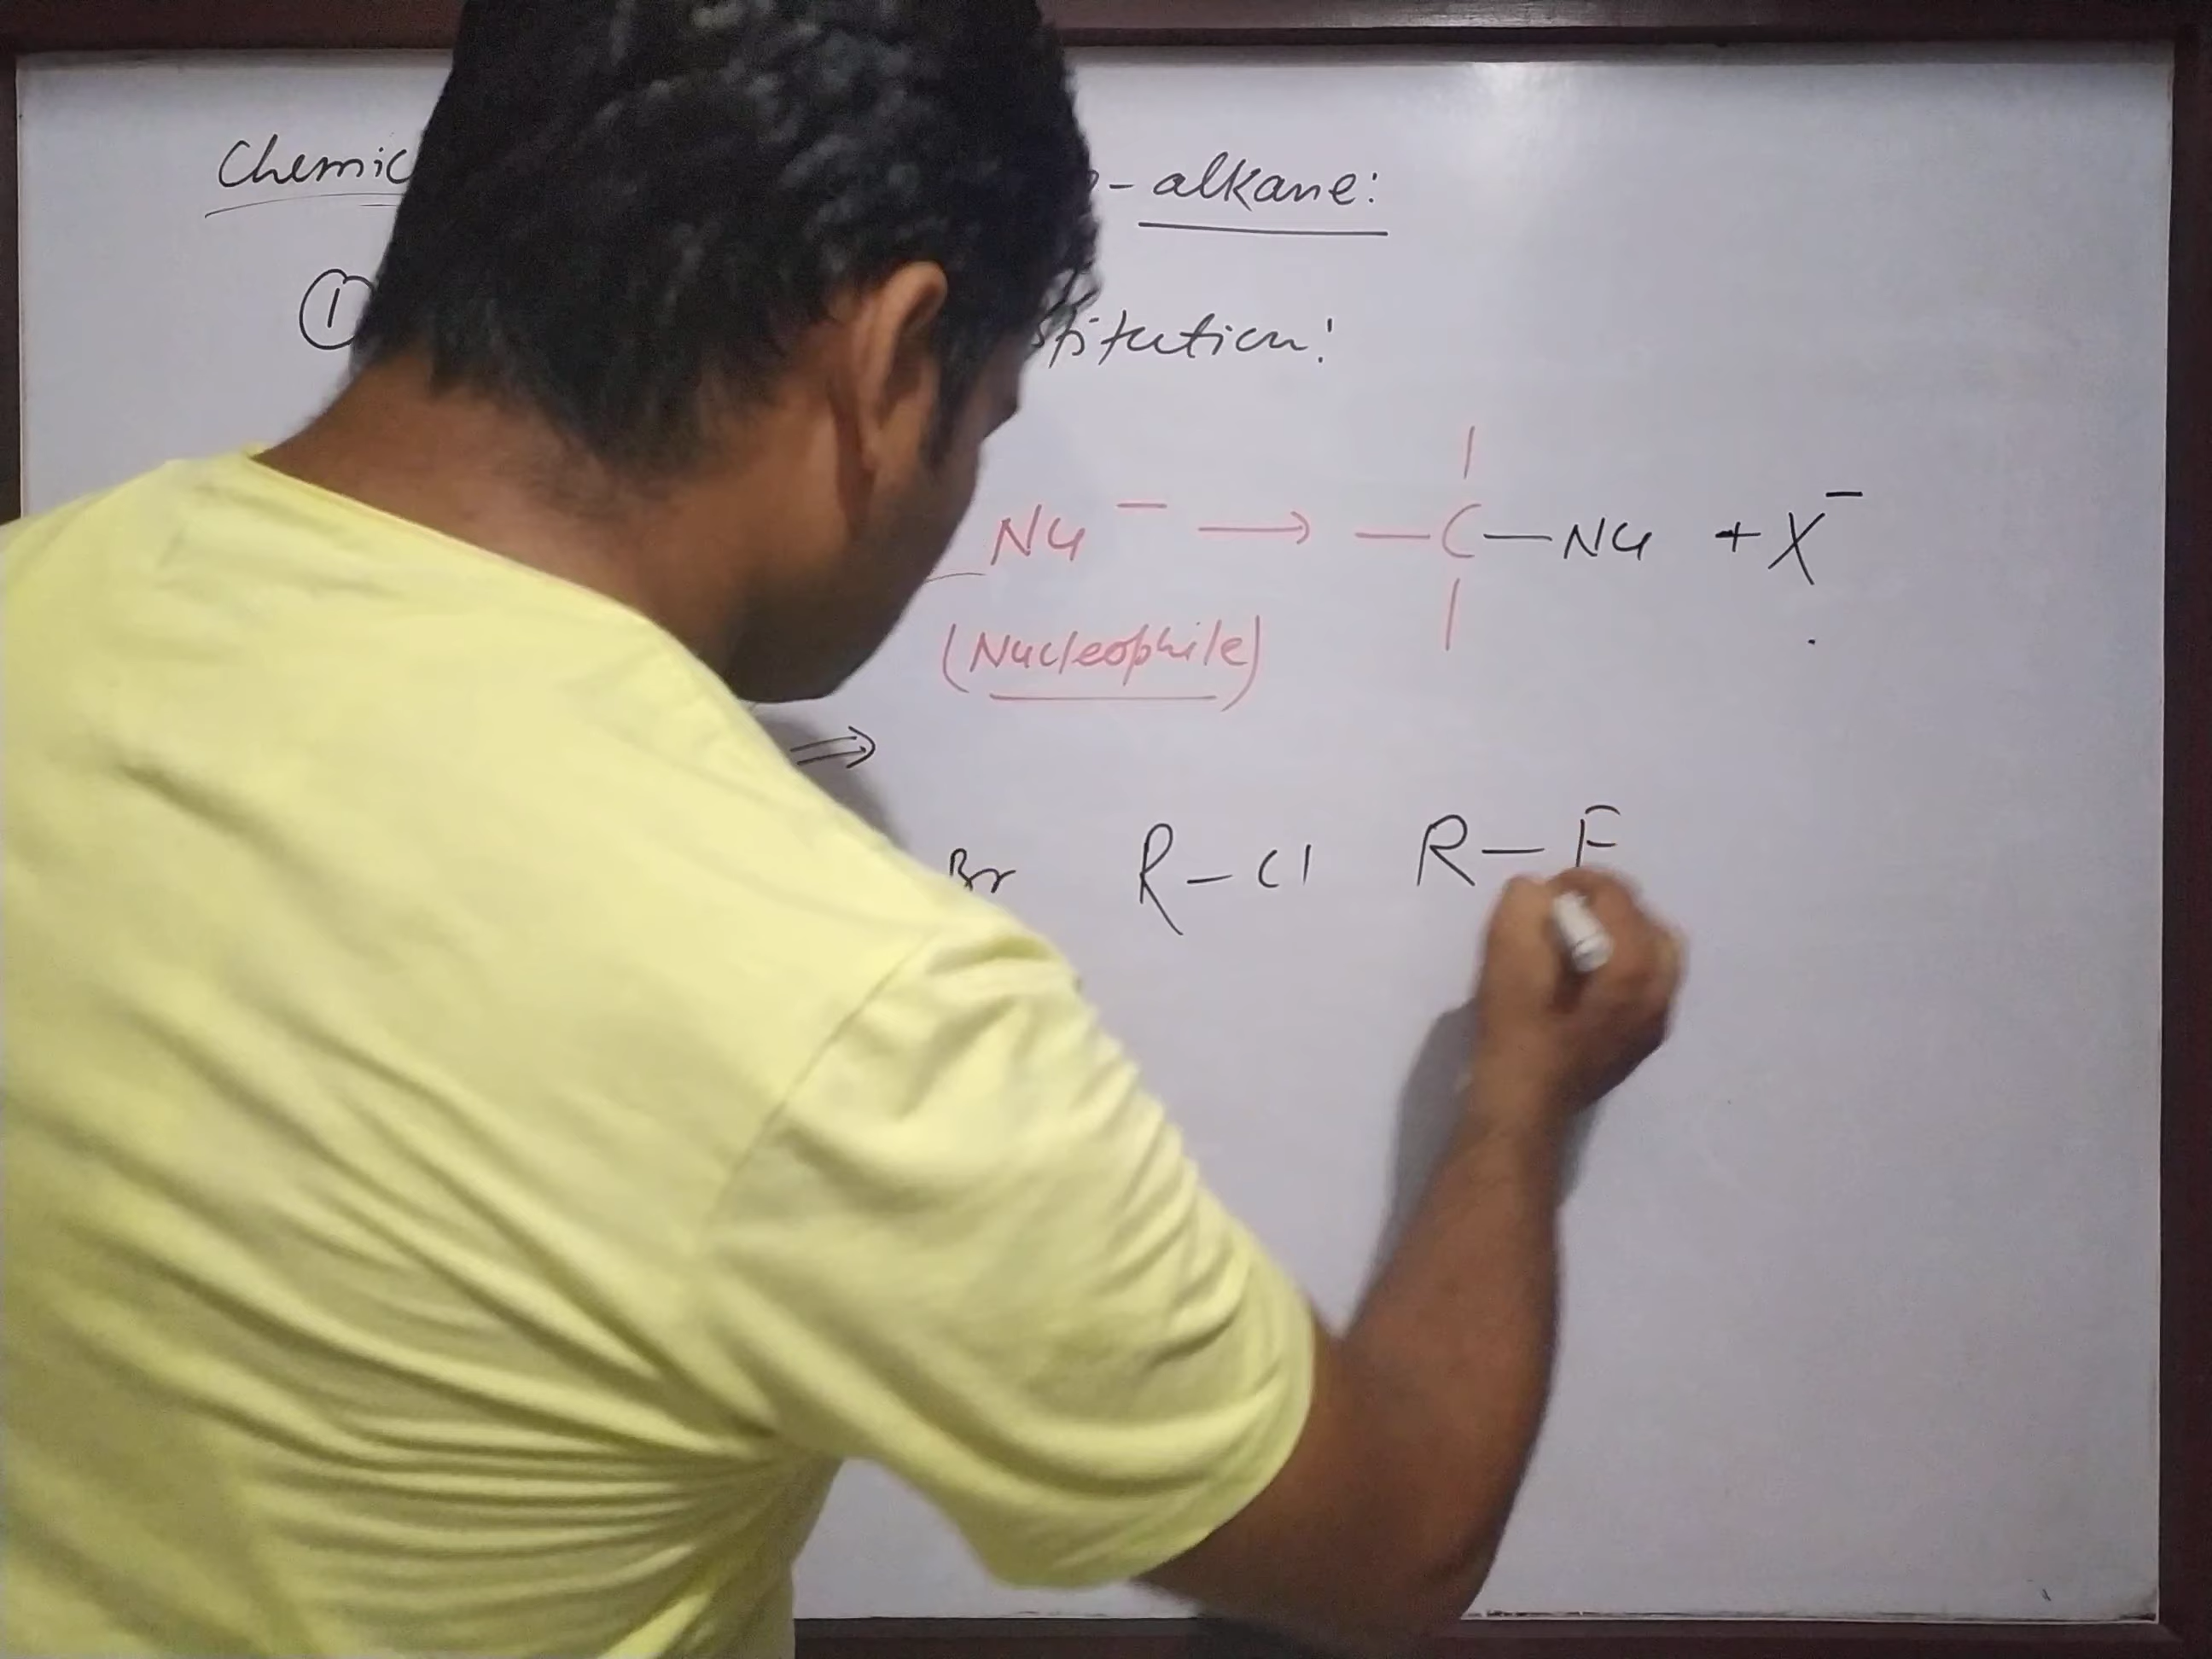 Chemic - alkane:
① stitution:
Nu⁻ → —C—Nu + X⁻
(Nucleophile)
⇒
Br R—Cl R—F